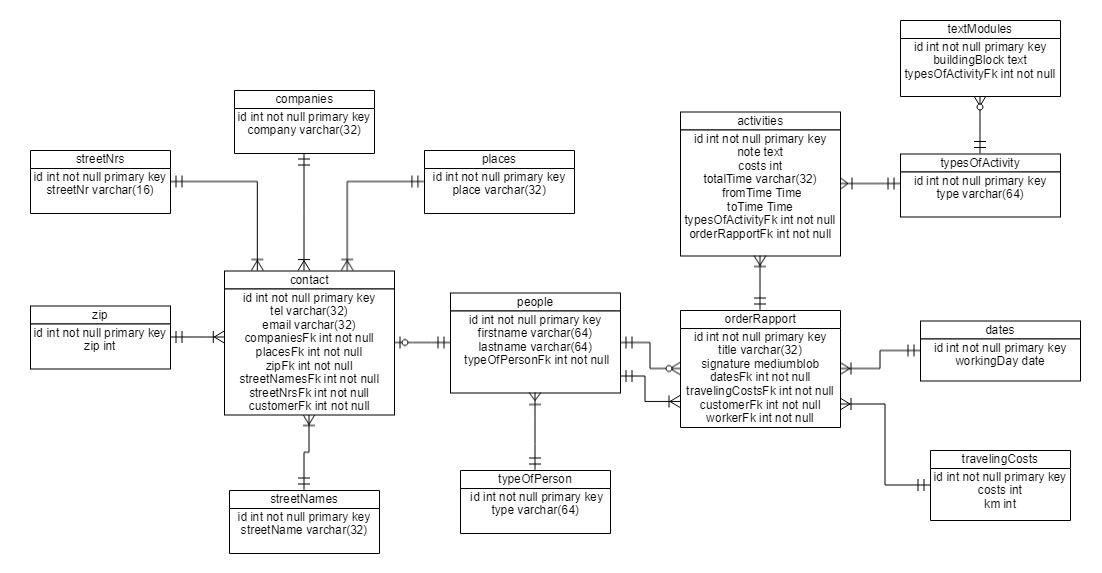 textModules
id int not null primary key
buildingBlock text
typesOfActivityFk int not null
companies
id int not null primary key
company varchar(32)
activities
id int not null primary key
note text
costs int
totalTime varchar(32)
fromTime Time
toTime Time
typesOfActivityFk int not null
orderRapportFk int not null
streetNrs
id int not null primary key
streetNr varchar(16)
places
id int not null primary key
place varchar(32)
typesOfActivity
id int not null primary key
type varchar(64)
contact
id int not null primary key
tel varchar(32)
email varchar(32)
companiesFk int not null
placesFk int not null
zipFk int not null
streetNamesFk int not null
streetNrsFk int not null
customerFk int not null
people
id int not null primary key
firstname varchar(64)
lastname varchar(64)
typeOfPersonFk int not null
zip
id int not null primary key
zip int
orderRapport
id int not null primary key
title varchar(32)
signature mediumblob
datesFk int not null
travelingCostsFk int not null
customerFk int not null
workerFk int not null
dates
id int not null primary key
workingDay date
travelingCosts
id int not null primary key
costs int
km int
typeOfPerson
id int not null primary key
type varchar(64)
streetNames
id int not null primary key
streetName varchar(32)